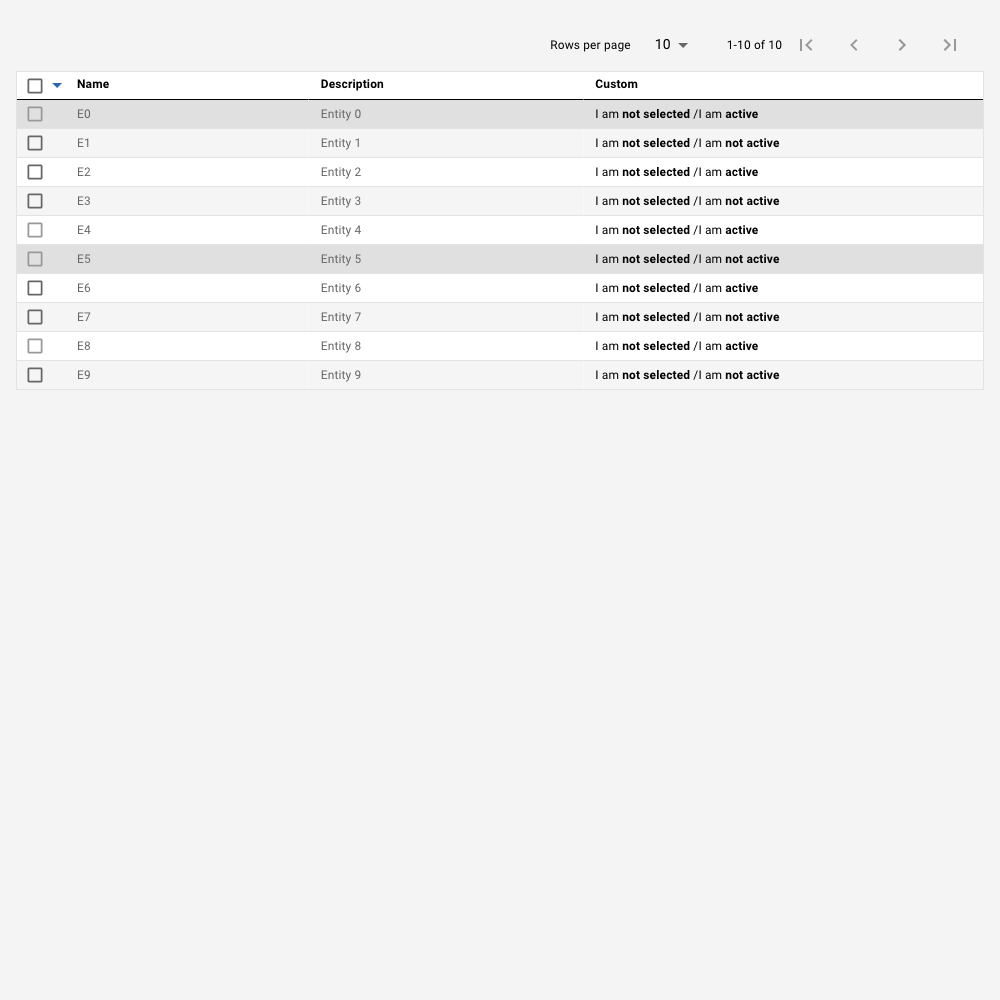 Rows per page 10 1-10 of 10
Name Description Custom
E0 Entity 0 I am not selected /I am active
E1 Entity 1 I am not selected /I am not active
E2 Entity 2 I am not selected /I am active
E3 Entity 3 I am not selected /I am not active
E4 Entity 4 I am not selected /I am active
E5 Entity 5 I am not selected /I am not active
E6 Entity 6 I am not selected /I am active
E7 Entity 7 I am not selected /I am not active
E8 Entity 8 I am not selected /I am active
E9 Entity 9 I am not selected /I am not active